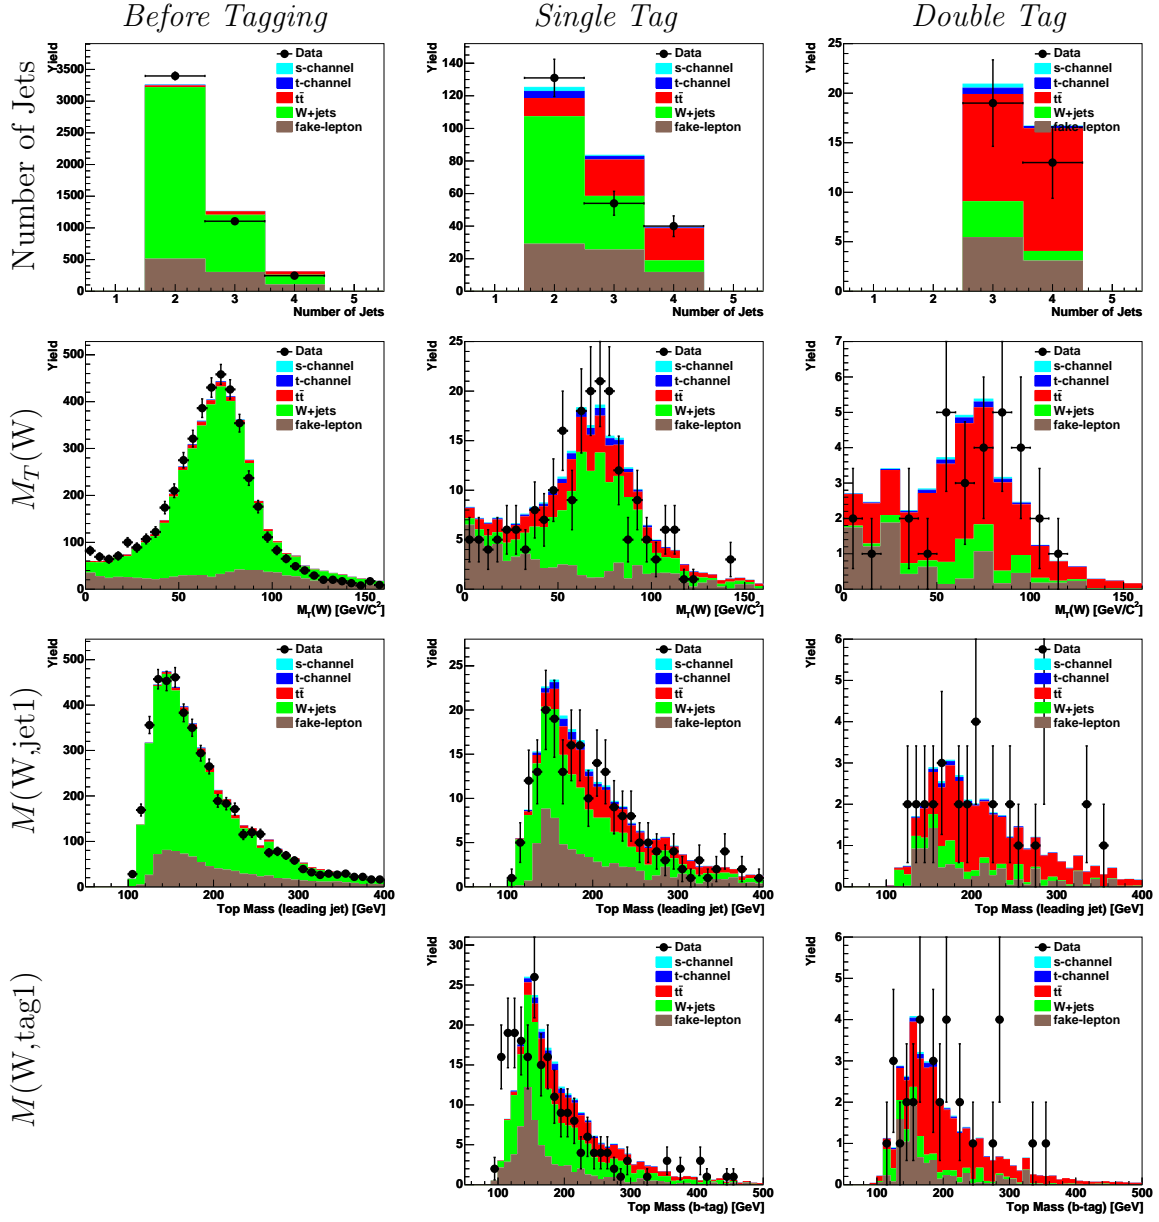 Before Tagging Single Tag Double Tag
Number of Jets
Yield
3500
3000
2500
2000
1500
1000
500
0
1 2 3 4 5
Number of Jets
Data
s-channel
t-channel
tt̄
W+jets
fake-lepton
Yield
140
120
100
80
60
40
20
0
1 2 3 4 5
Number of Jets
Data
s-channel
t-channel
tt̄
W+jets
fake-lepton
Yield
25
20
15
10
5
0
1 2 3 4 5
Number of Jets
Data
s-channel
t-channel
tt̄
W+jets
fake-lepton
M_T(W)
Yield
500
400
300
200
100
0
0 50 100 150
M_T(W) [GeV/C²]
Data
s-channel
t-channel
tt̄
W+jets
fake-lepton
Yield
25
20
15
10
5
0
0 50 100 150
M_T(W) [GeV/C²]
Data
s-channel
t-channel
tt̄
W+jets
fake-lepton
Yield
7
6
5
4
3
2
1
0
0 50 100 150
M_T(W) [GeV/C²]
Data
s-channel
t-channel
tt̄
W+jets
fake-lepton
M(W,jet1)
Yield
500
400
300
200
100
0
100 200 300 400
Top Mass (leading jet) [GeV]
Data
s-channel
t-channel
tt̄
W+jets
fake-lepton
Yield
25
20
15
10
5
0
100 200 300 400
Top Mass (leading jet) [GeV]
Data
s-channel
t-channel
tt̄
W+jets
fake-lepton
Yield
6
5
4
3
2
1
0
100 200 300 400
Top Mass (leading jet) [GeV]
Data
s-channel
t-channel
tt̄
W+jets
fake-lepton
M(W,tag1)
Yield
30
25
20
15
10
5
0
100 200 300 400 500
Top Mass (b-tag) [GeV]
Data
s-channel
t-channel
tt̄
W+jets
fake-lepton
Yield
6
5
4
3
2
1
0
100 200 300 400 500
Top Mass (b-tag) [GeV]
Data
s-channel
t-channel
tt̄
W+jets
fake-lepton